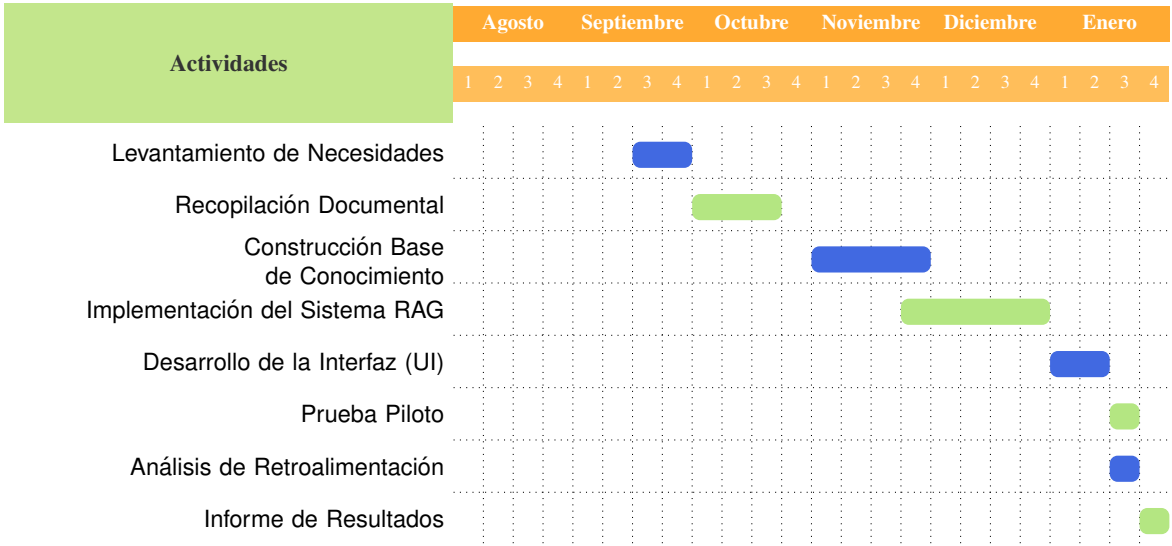 Actividades
Agosto Septiembre Octubre Noviembre Diciembre Enero
1 2 3 4 1 2 3 4 1 2 3 4 1 2 3 4 1 2 3 4 1 2 3 4
Levantamiento de Necesidades
Recopilación Documental
Construcción Base
de Conocimiento
Implementación del Sistema RAG
Desarrollo de la Interfaz (UI)
Prueba Piloto
Análisis de Retroalimentación
Informe de Resultados